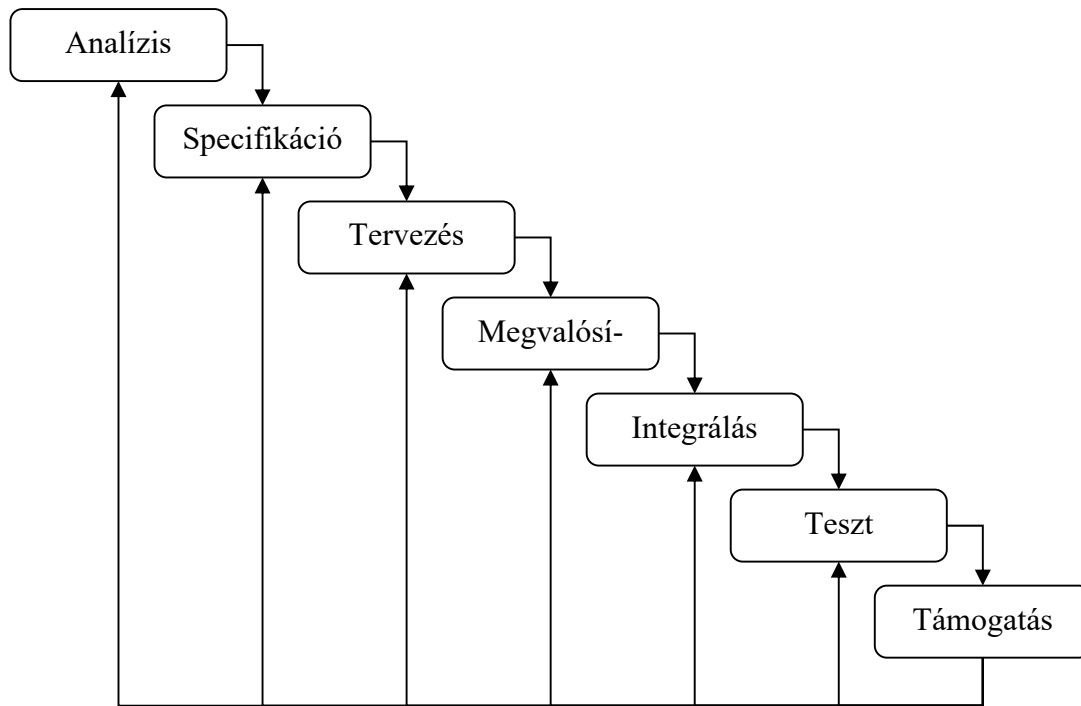 Analízis
Specifikáció
Tervezés
Megvalósí-
Integrálás
Teszt
Támogatás